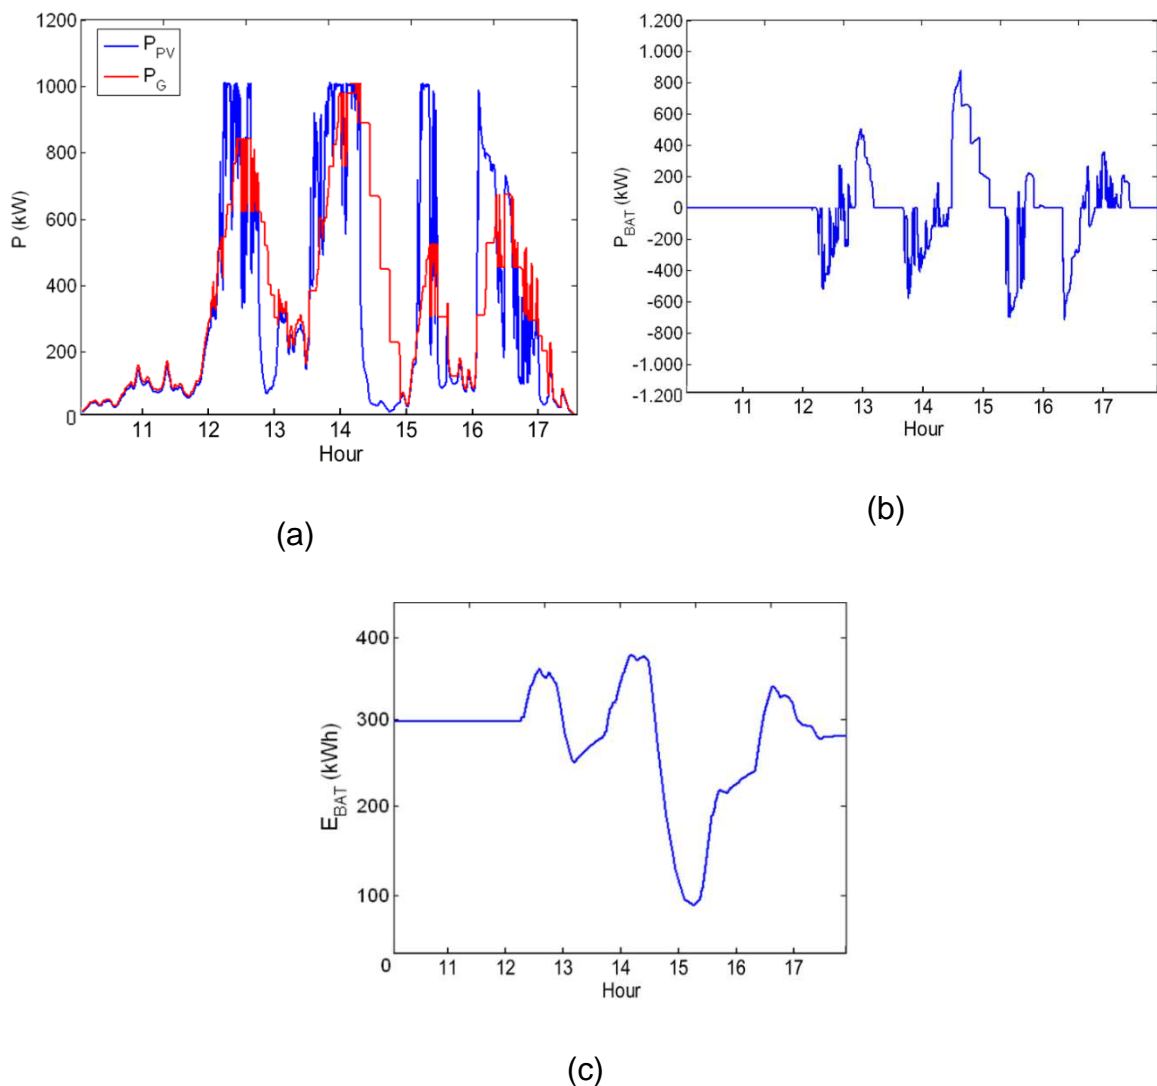 1200
1000
800
600
400
200
0
P (kW)
P_PV
P_G
11 12 13 14 15 16 17
Hour
(a)
1.200
1.000
800
600
400
200
0
-200
-400
-600
-800
-1.000
-1.200
P_BAT (kW)
11 12 13 14 15 16 17
Hour
(b)
400
300
200
100
0
E_BAT (kWh)
11 12 13 14 15 16 17
Hour
(c)